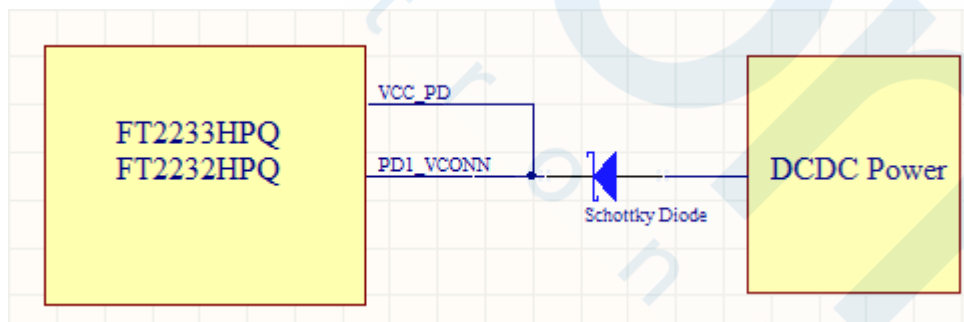 VCC_PD
FT2233HPQ
FT2232HPQ
PD1_VCONN
DCDC Power
Schottky Diode